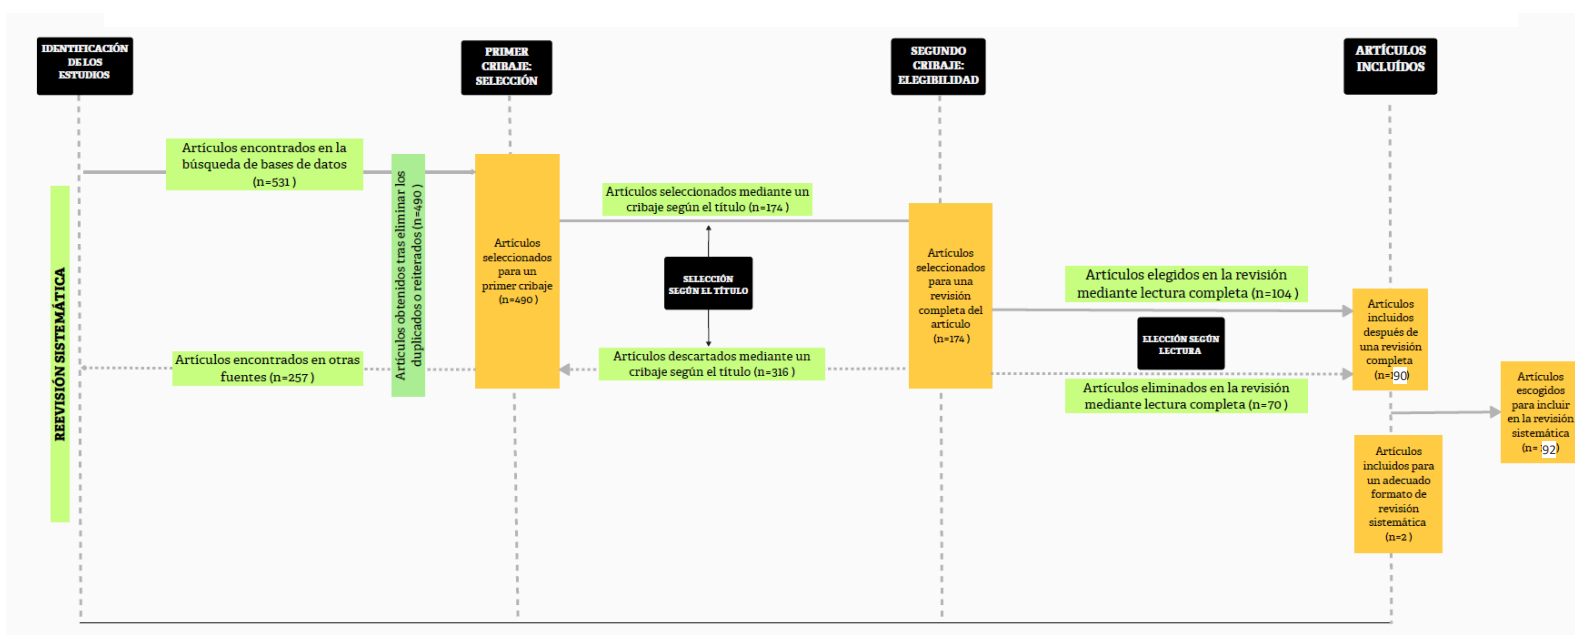 IDENTIFICACIÓN
DE LOS
ESTUDIOS
PRIMER
CRIBAJE:
SELECCIÓN
SEGUNDO
CRIBAJE:
ELEGIBILIDAD
ARTÍCULOS
INCLUÍDOS
REEVISIÓN SISTEMÁTICA
Artículos encontrados en la
búsqueda de bases de datos
(n=531 )
Artículos encontrados en otras
fuentes (n=257 )
Artículos obtenidos tras eliminar los
duplicados o reiterados (n=490 )
Artículos
seleccionados
para un
primer cribaje
(n=490 )
Artículos seleccionados mediante un
cribaje según el título (n=174 )
SELECCIÓN
SEGÚN EL TÍTULO
Artículos descartados mediante un
cribaje según el título (n=316 )
Artículos
seleccionados
para una
revisión
completa del
artículo
(n=174 )
Artículos elegidos en la revisión
mediante lectura completa (n=104 )
ELECCIÓN SEGÚN
LECTURA
Artículos eliminados en la revisión
mediante lectura completa (n=70 )
Artículos
incluidos
después de
una revisión
completa
(n=190)
Artículos
incluidos para
un adecuado
formato de
revisión
sistemática
(n=2 )
Artículos
escogidos
para incluir
en la revisión
sistemática
(n= 92)